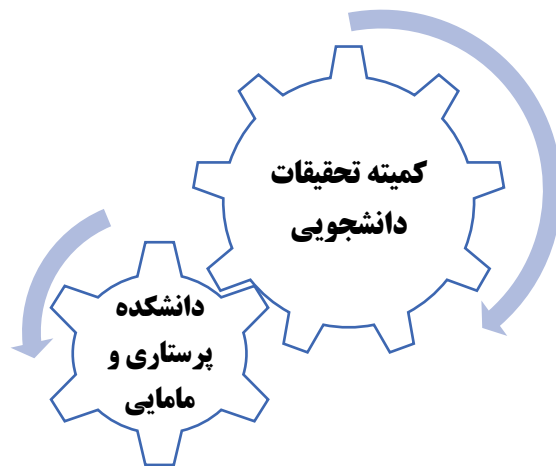 کمیته تحقیقات
دانشجویی
دانشکده
پرستاری و
مامایی